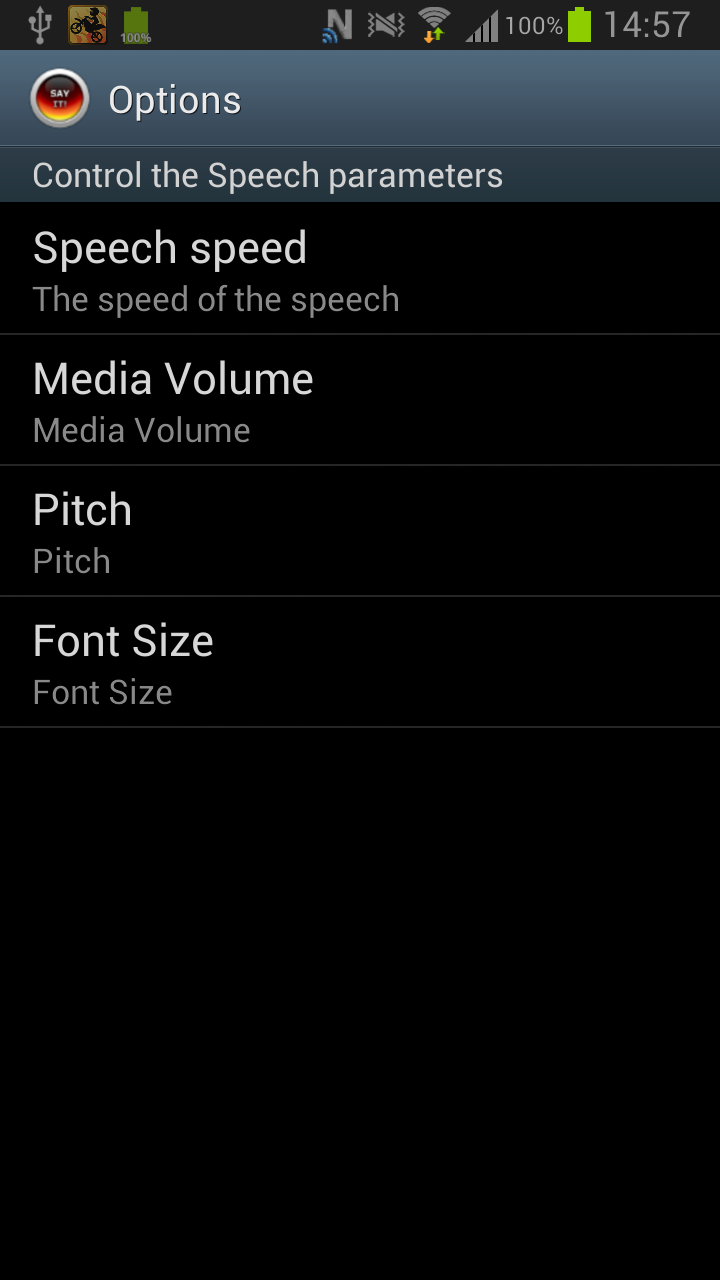 100%
N
100%
14:57
SAY
IT!
Options
Control the Speech parameters
Speech speed
The speed of the speech
Media Volume
Media Volume
Pitch
Pitch
Font Size
Font Size